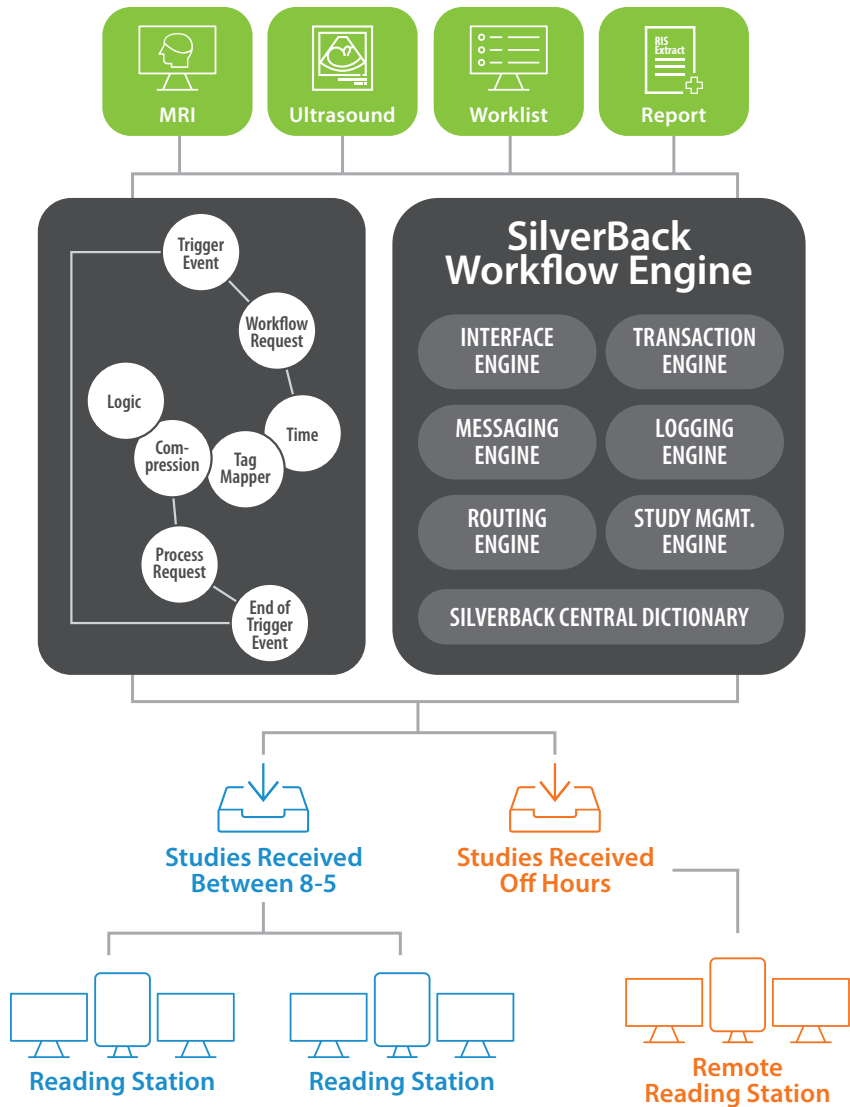 RIS
Extract
MRI
Ultrasound
Worklist
Report
Trigger
Event
Workflow
Request
Logic
Time
Com-
pression
Tag
Mapper
Process
Request
End of
Trigger
Event
SilverBack
Workflow Engine
INTERFACE
ENGINE
TRANSACTION
ENGINE
MESSAGING
ENGINE
LOGGING
ENGINE
ROUTING
ENGINE
STUDY MGMT.
ENGINE
SILVERBACK CENTRAL DICTIONARY
Studies Received
Between 8-5
Studies Received
Off Hours
Reading Station
Reading Station
Remote
Reading Station